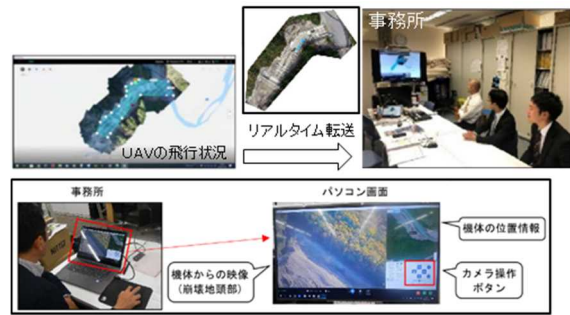 事務所
UAVの飛行状況
リアルタイム転送
事務所
パソコン画面
機体の位置情報
機体からの映像
(崩壊地頭部)
カメラ操作
ボタン